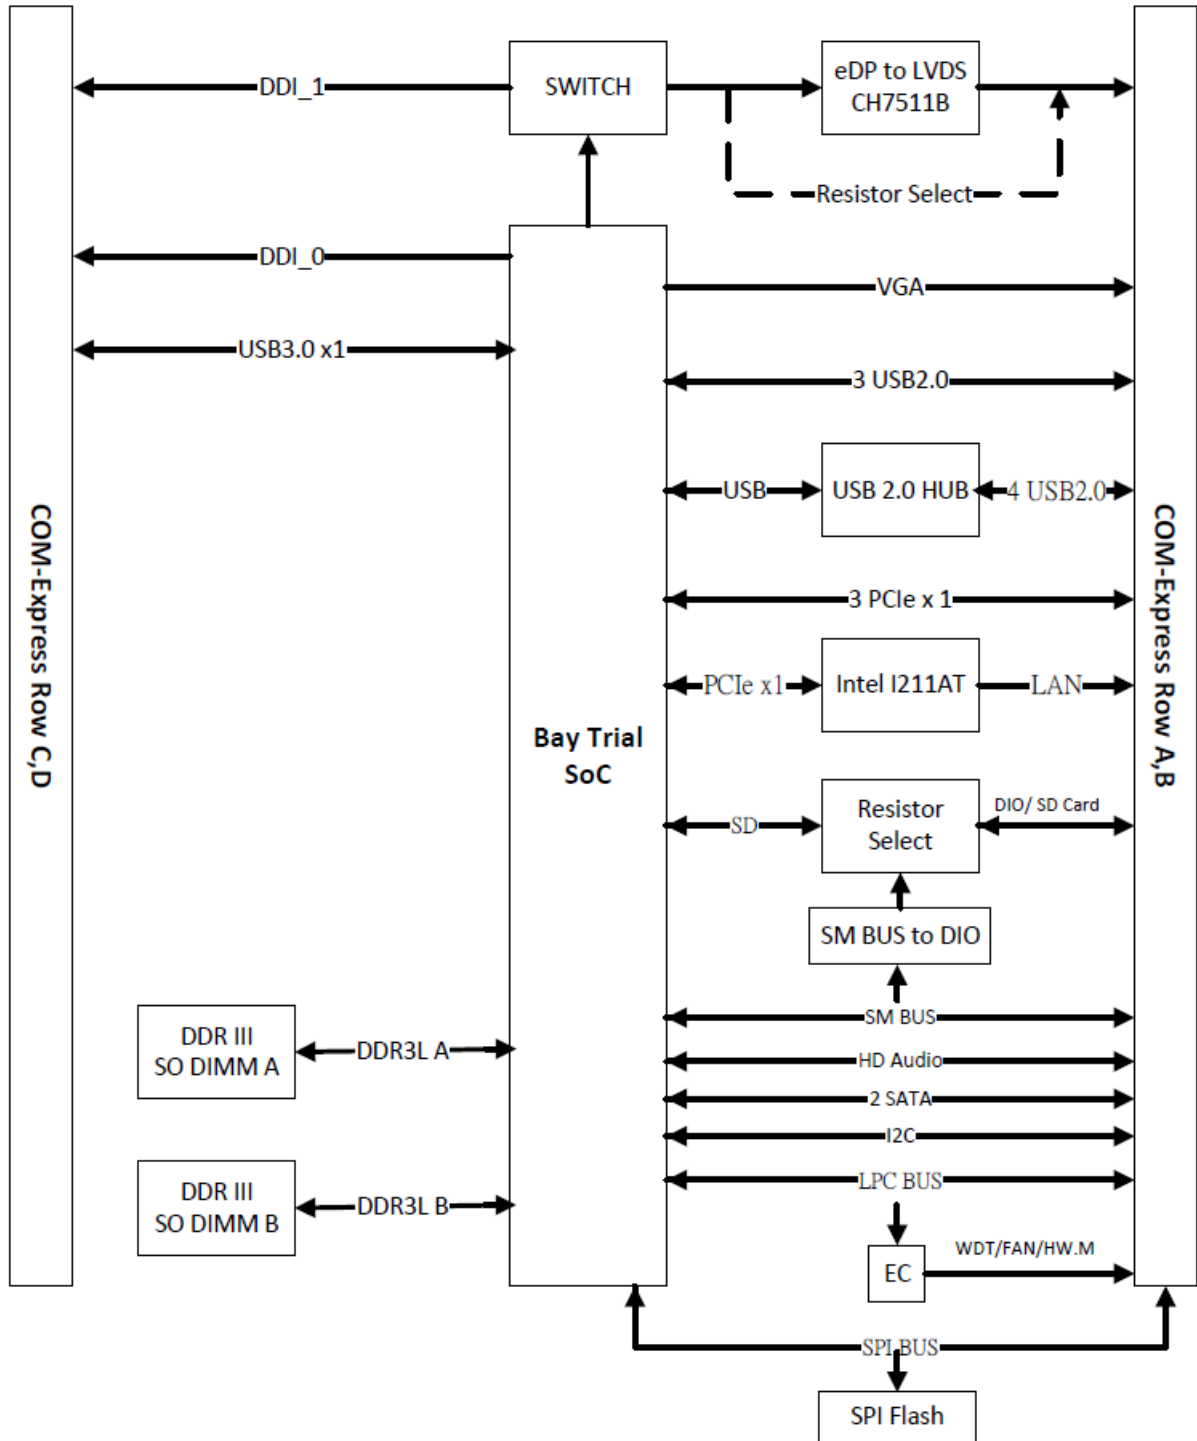 DDI_1
SWITCH
eDP to LVDS
CH7511B
Resistor Select
DDI_0
VGA
USB3.0 x1
3 USB2.0
USB
USB 2.0 HUB
4 USB2.0
COM-Express Row C,D
COM-Express Row A,B
3 PCIe x 1
PCIe x1
Intel I211AT
LAN
Bay Trial
SoC
SD
Resistor
Select
DIO/ SD Card
SM BUS to DIO
SM BUS
DDR III
SO DIMM A
DDR3L A
HD Audio
2 SATA
I2C
DDR III
SO DIMM B
DDR3L B
LPC BUS
EC
WDT/FAN/HW.M
SPI BUS
SPI Flash